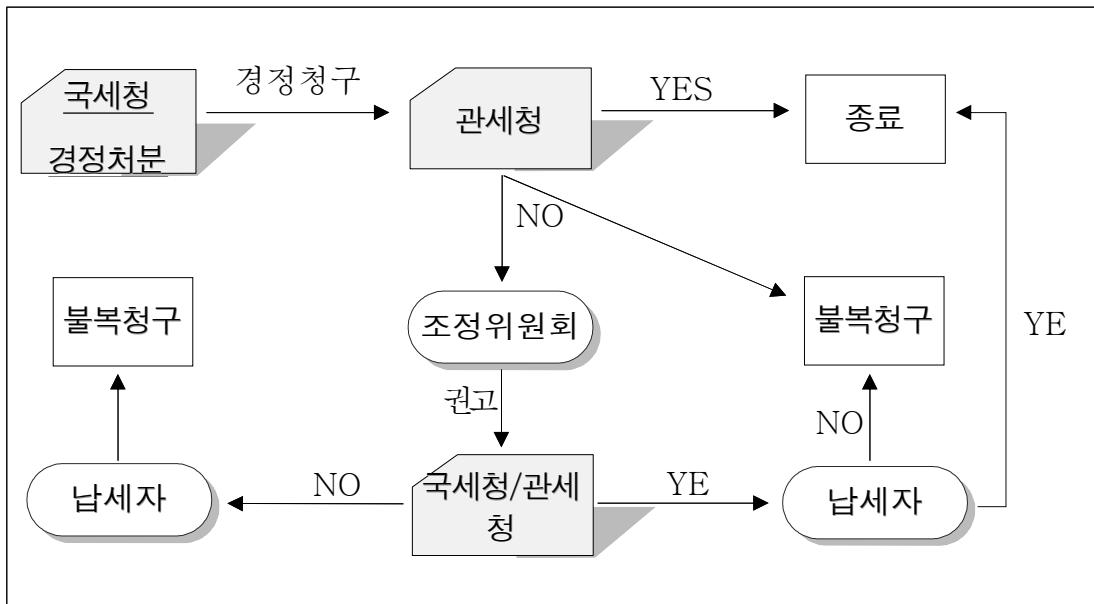 국세청
경정처분
경정청구
관세청
YES
종료
NO
불복청구
조정위원회
불복청구
YE
권고
NO
납세자
NO
국세청/관세
청
YE
납세자